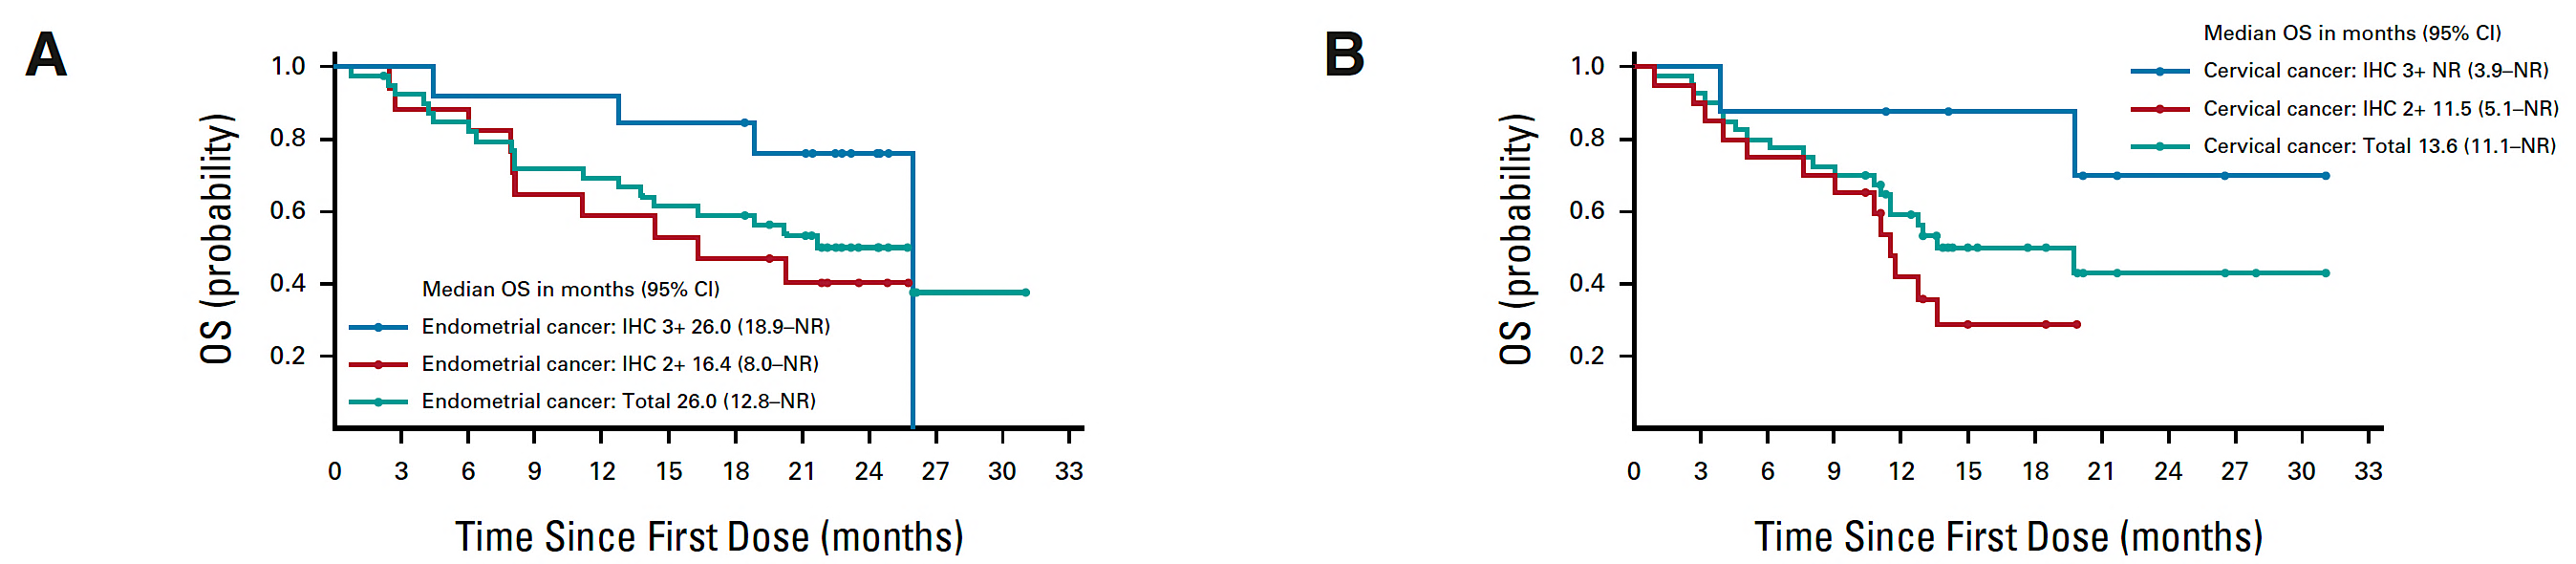 A
OS (probability)
1.0
0.8
0.6
0.4
0.2
Median OS in months (95% CI)
Endometrial cancer: IHC 3+ 26.0 (18.9–NR)
Endometrial cancer: IHC 2+ 16.4 (8.0–NR)
Endometrial cancer: Total 26.0 (12.8–NR)
0 3 6 9 12 15 18 21 24 27 30 33
Time Since First Dose (months)
B
OS (probability)
1.0
0.8
0.6
0.4
0.2
Median OS in months (95% CI)
Cervical cancer: IHC 3+ NR (3.9–NR)
Cervical cancer: IHC 2+ 11.5 (5.1–NR)
Cervical cancer: Total 13.6 (11.1–NR)
0 3 6 9 12 15 18 21 24 27 30 33
Time Since First Dose (months)